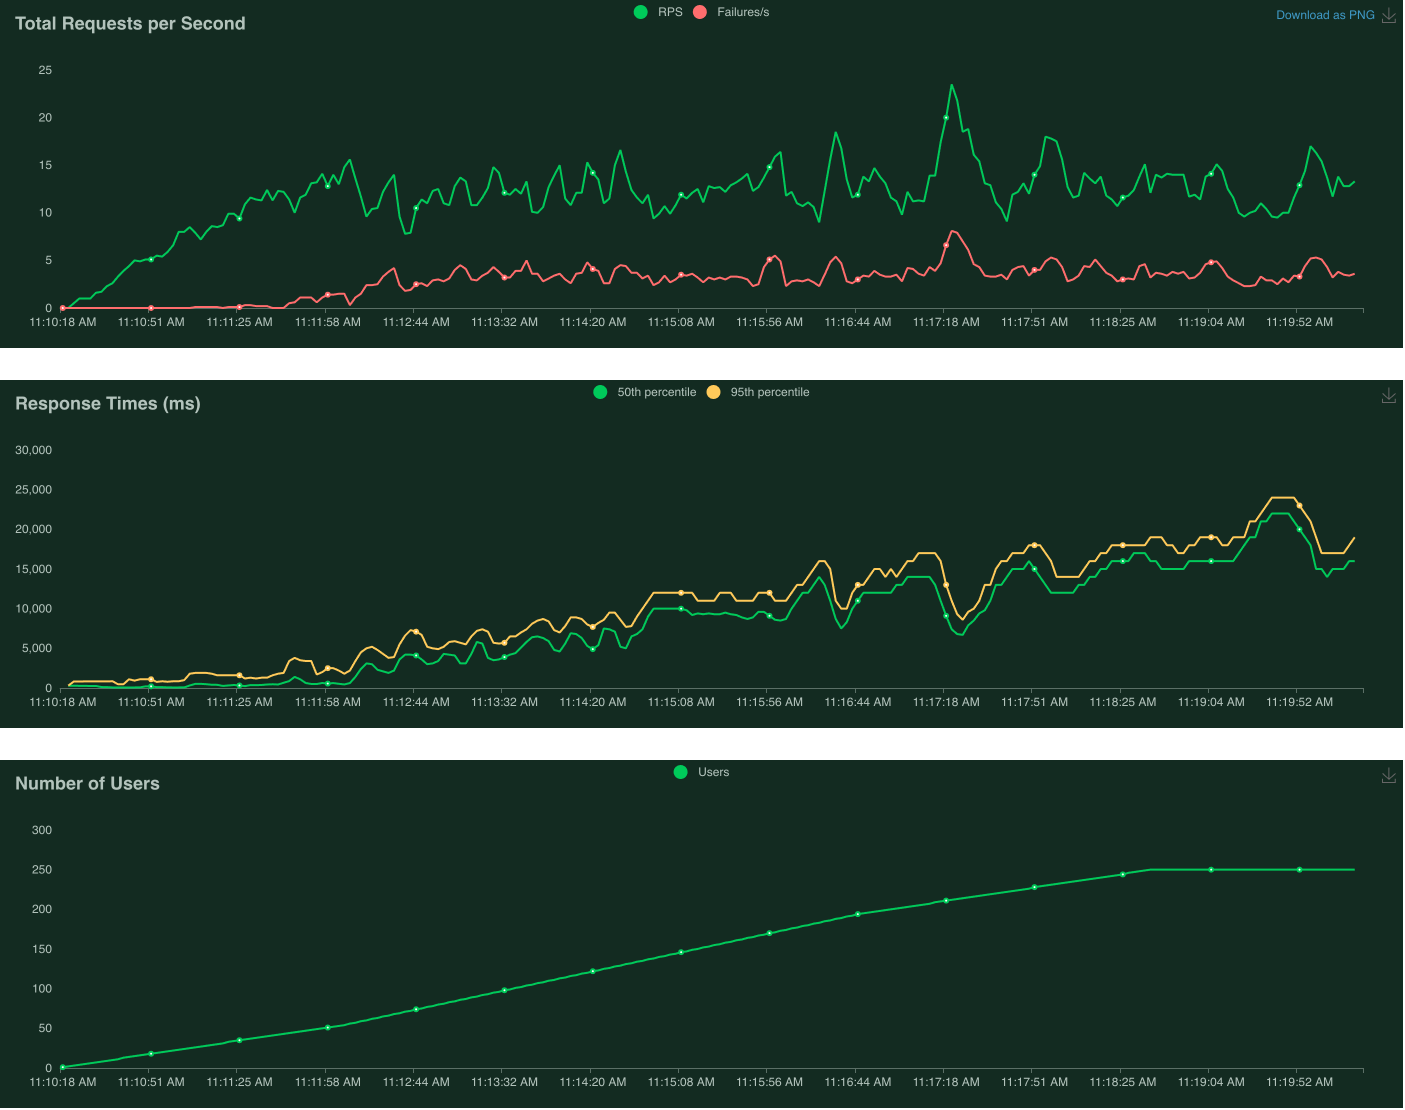 Total Requests per Second
RPS Failures/s
Download as PNG
25
20
15
10
5
0
11:10:18 AM 11:10:51 AM 11:11:25 AM 11:11:58 AM 11:12:44 AM 11:13:32 AM 11:14:20 AM 11:15:08 AM 11:15:56 AM 11:16:44 AM 11:17:18 AM 11:17:51 AM 11:18:25 AM 11:19:04 AM 11:19:52 AM
Response Times (ms)
50th percentile 95th percentile
30,000
25,000
20,000
15,000
10,000
5,000
0
11:10:18 AM 11:10:51 AM 11:11:25 AM 11:11:58 AM 11:12:44 AM 11:13:32 AM 11:14:20 AM 11:15:08 AM 11:15:56 AM 11:16:44 AM 11:17:18 AM 11:17:51 AM 11:18:25 AM 11:19:04 AM 11:19:52 AM
Number of Users
Users
300
250
200
150
100
50
0
11:10:18 AM 11:10:51 AM 11:11:25 AM 11:11:58 AM 11:12:44 AM 11:13:32 AM 11:14:20 AM 11:15:08 AM 11:15:56 AM 11:16:44 AM 11:17:18 AM 11:17:51 AM 11:18:25 AM 11:19:04 AM 11:19:52 AM